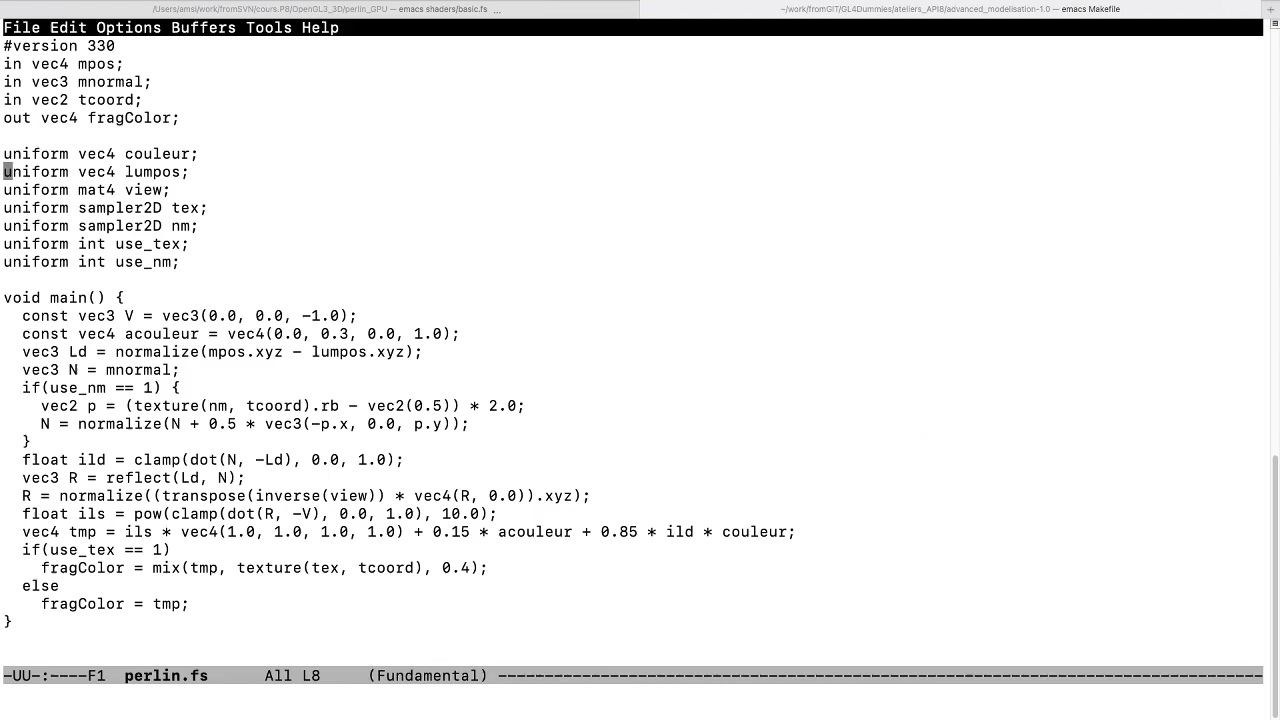 /Users/amsi/work/fromSVN/cours.P8/OpenGL3_3D/perlin_GPU — emacs shaders/basic.fs ...
~/work/fromGIT/GL4Dummies/ateliers_API8/advanced_modelisation-1.0 — emacs Makefile
+
File Edit Options Buffers Tools Help
#version 330
in vec4 mpos;
in vec3 mnormal;
in vec2 tcoord;
out vec4 fragColor;

uniform vec4 couleur;
uniform vec4 lumpos;
uniform mat4 view;
uniform sampler2D tex;
uniform sampler2D nm;
uniform int use_tex;
uniform int use_nm;

void main() {
  const vec3 V = vec3(0.0, 0.0, -1.0);
  const vec4 acouleur = vec4(0.0, 0.3, 0.0, 1.0);
  vec3 Ld = normalize(mpos.xyz - lumpos.xyz);
  vec3 N = mnormal;
  if(use_nm == 1) {
    vec2 p = (texture(nm, tcoord).rb - vec2(0.5)) * 2.0;
    N = normalize(N + 0.5 * vec3(-p.x, 0.0, p.y));
  }
  float ild = clamp(dot(N, -Ld), 0.0, 1.0);
  vec3 R = reflect(Ld, N);
  R = normalize((transpose(inverse(view)) * vec4(R, 0.0)).xyz);
  float ils = pow(clamp(dot(R, -V), 0.0, 1.0), 10.0);
  vec4 tmp = ils * vec4(1.0, 1.0, 1.0, 1.0) + 0.15 * acouleur + 0.85 * ild * couleur;
  if(use_tex == 1)
    fragColor = mix(tmp, texture(tex, tcoord), 0.4);
  else
    fragColor = tmp;
}
-UU-:----F1  perlin.fs      All L8     (Fundamental) ----------------------------------------------------------------------------------